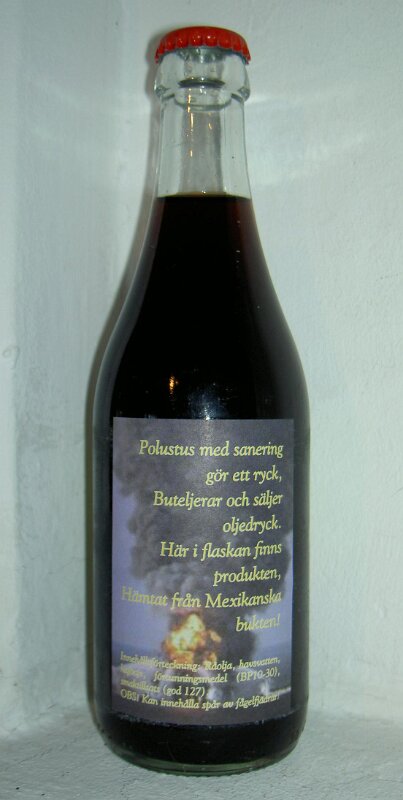 Polustus med sanering
gör ett ryck,
Buteljerar och säljer
oljedryck.
Här i flaskan finns
produkten,
Hämtat från Mexikanska
bukten!
Innehållsförteckning: Råolja, havsvatten,
förtunningsmedel (BP10-30),
smaktillsats (god 127)
OBS! Kan innehålla spår av fågelfjädrar!